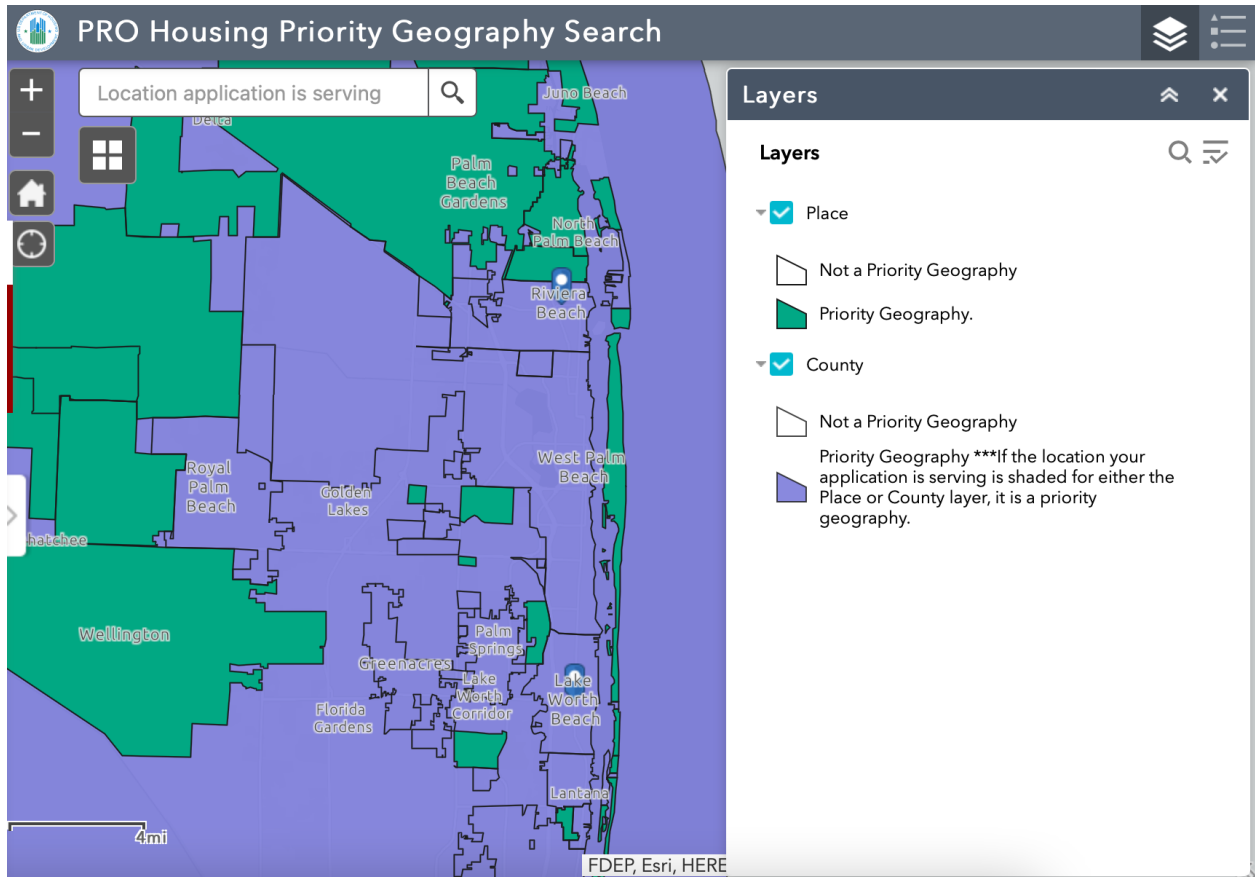 PRO Housing Priority Geography Search
+
Location application is serving
−
Delta
Juno Beach
Palm
Beach
Gardens
North
Palm Beach
Riviera
Beach
West Palm
Beach
Royal
Palm
Beach
Golden
Lakes
hatchee
Wellington
Palm
Springs
Greenacres
Lake
Worth
Corridor
Lake
Worth
Beach
Florida
Gardens
Lantana
4mi
FDEP, Esri, HERE
Layers
Layers
Place
Not a Priority Geography
Priority Geography.
County
Not a Priority Geography
Priority Geography ***If the location your
application is serving is shaded for either the
Place or County layer, it is a priority
geography.